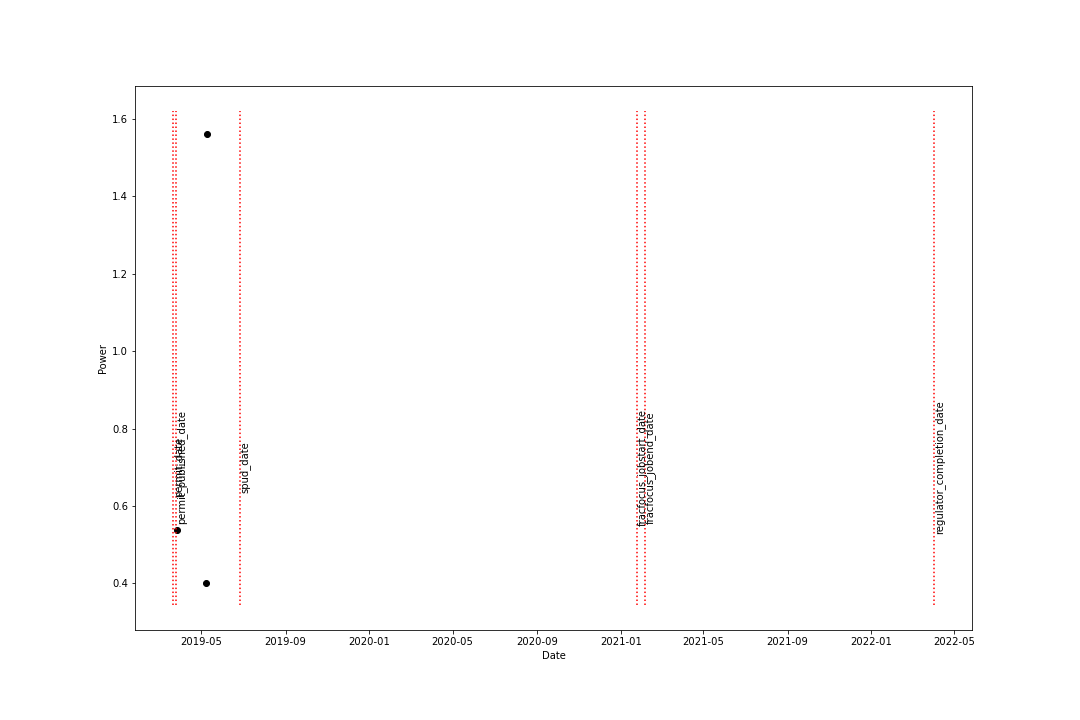 1.6
1.4
1.2
1.0
0.8
0.6
0.4
Power
permit_date
permit_published_date
spud_date
fracfocus_jobstart_date
fracfocus_jobend_date
regulator_completion_date
2019-05
2019-09
2020-01
2020-05
2020-09
2021-01
2021-05
2021-09
2022-01
2022-05
Date